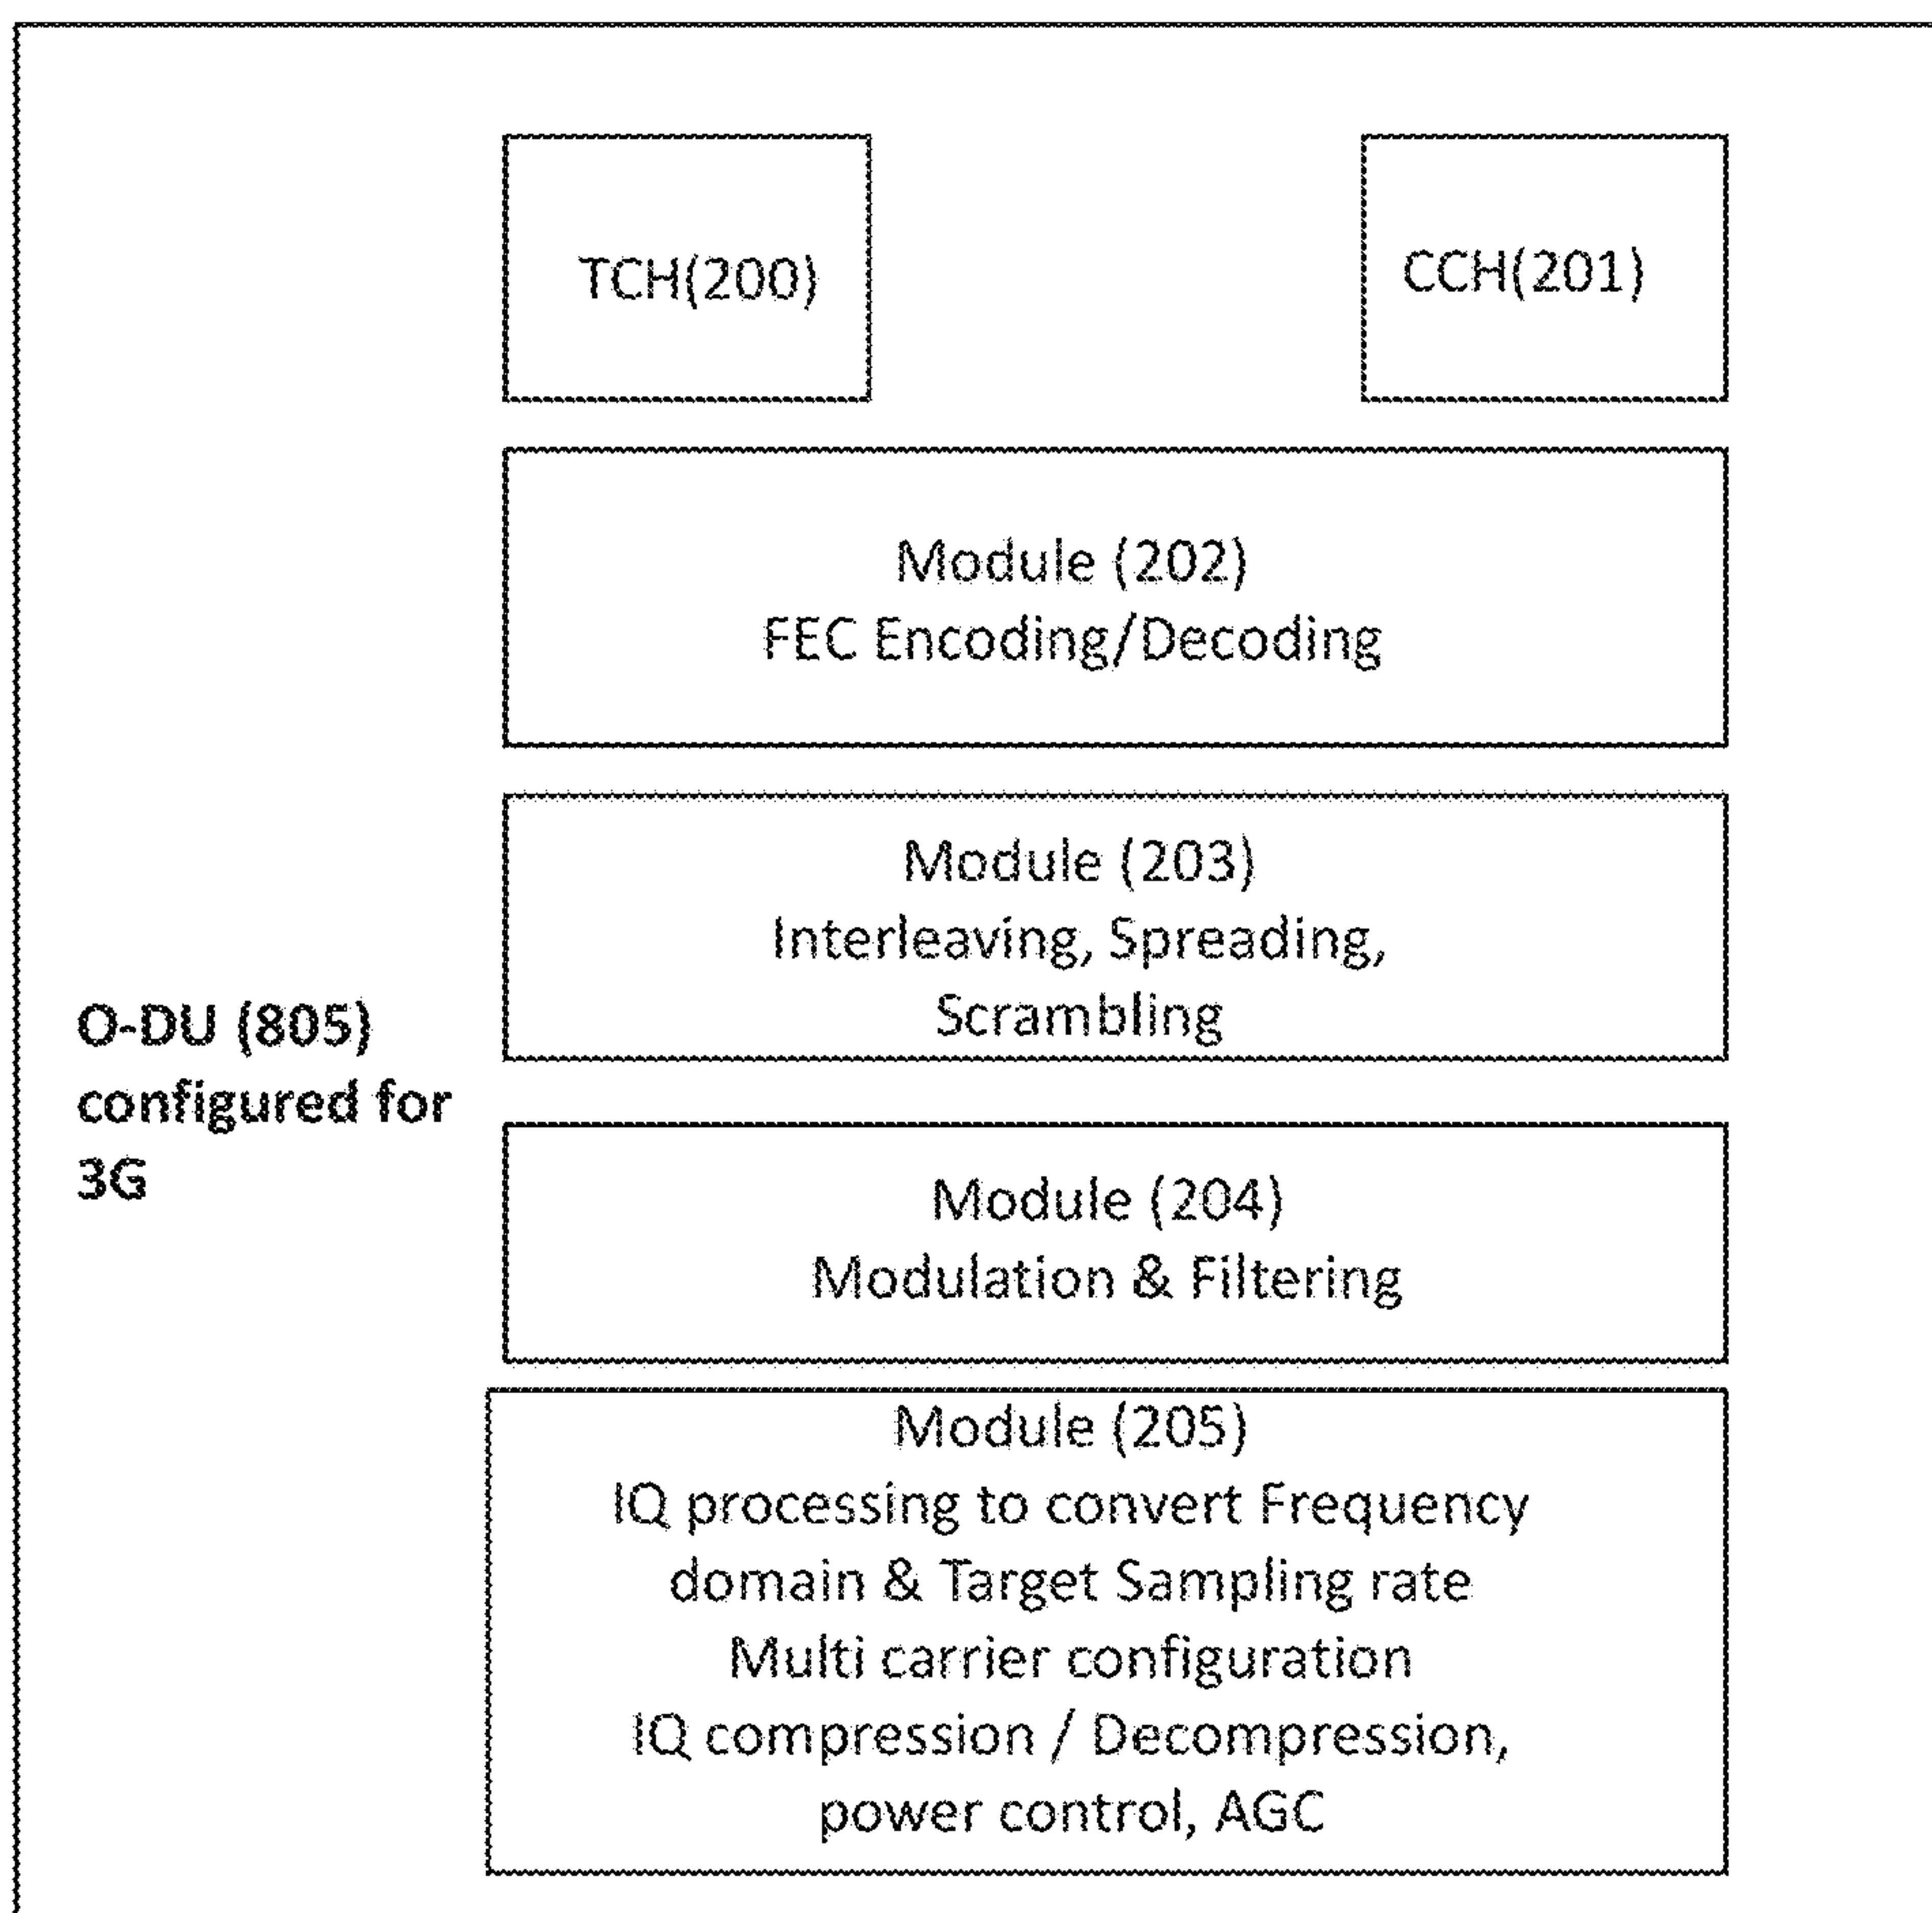 TCH(200)
CCH(201)
Module (202)
FEC Encoding/Decoding
Module (203)
Interleaving, Spreading,
Scrambling
O-DU (805)
configured for
3G
Module (204)
Modulation & Filtering
Module (205)
IQ processing to convert Frequency
domain & Target Sampling rate
Multi carrier configuration
IQ compression / Decompression,
power control, AGC